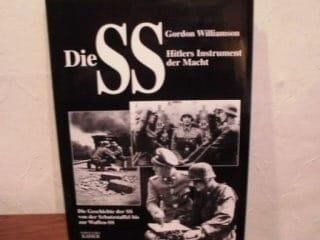 Gordon Williamson
Die SS
Hitlers Instrument
der Macht
Die Geschichte der SS
von der Schutzstaffel bis
zur Waffen-SS
KAISER